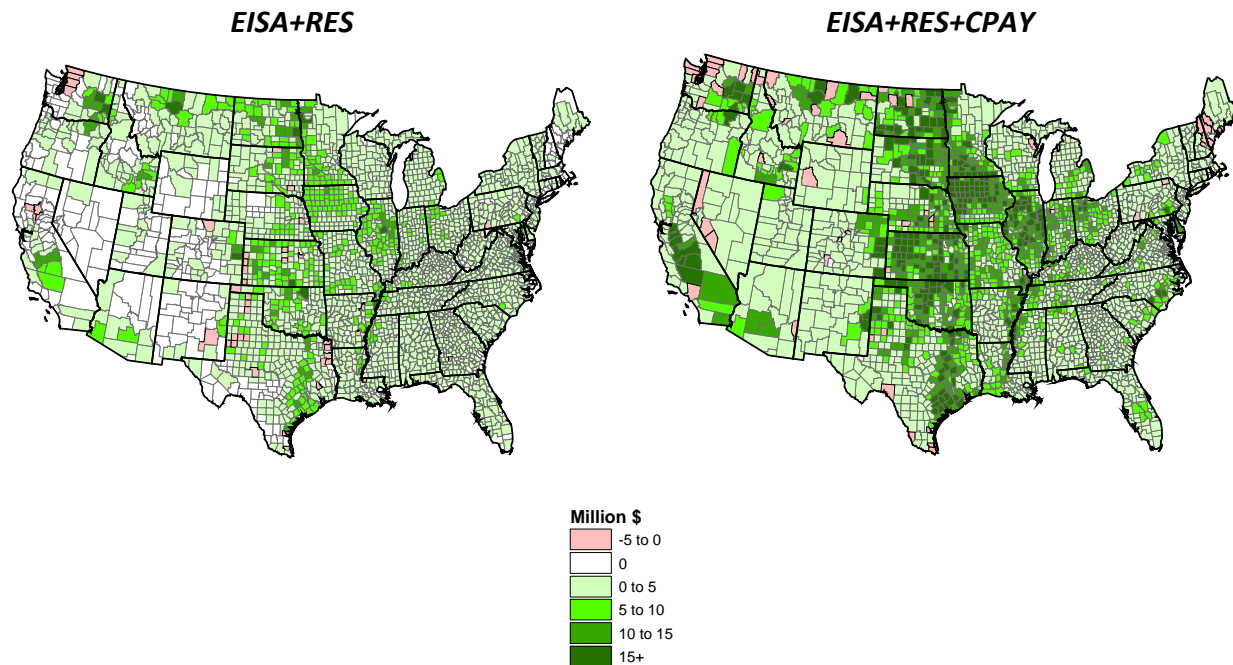 EISA+RES
EISA+RES+CPAY
Million $
-5 to 0
0
0 to 5
5 to 10
10 to 15
15+